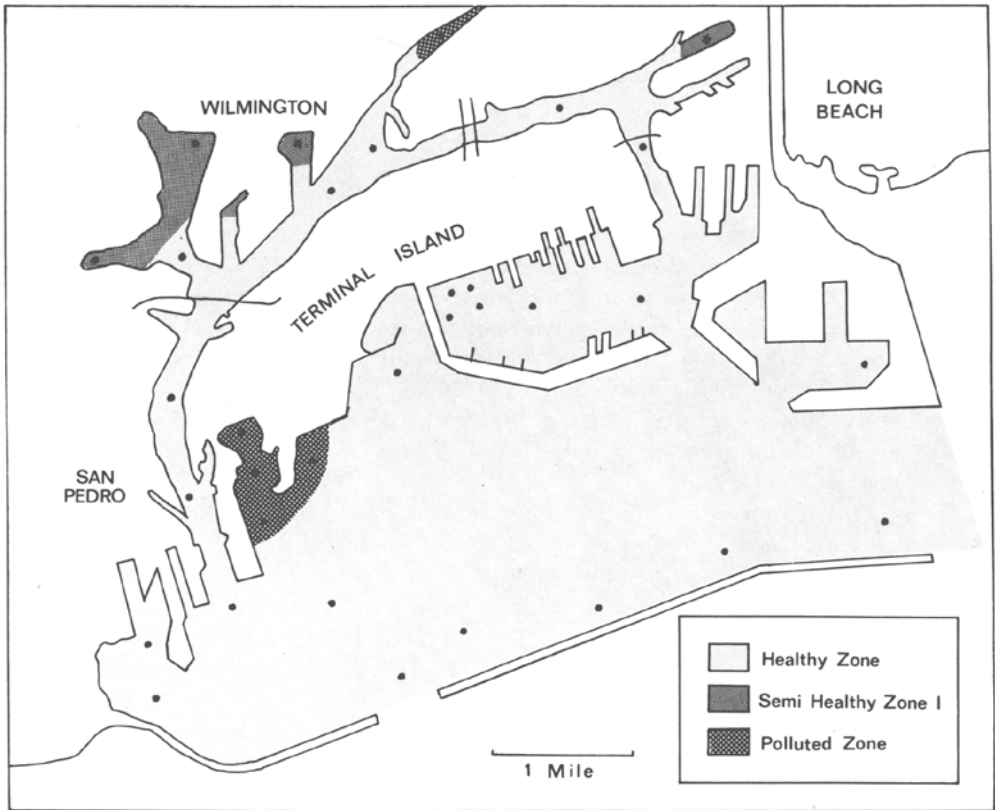 WILMINGTON
LONG
BEACH
TERMINAL ISLAND
SAN
PEDRO
Healthy Zone
Semi Healthy Zone I
Polluted Zone
1 Mile